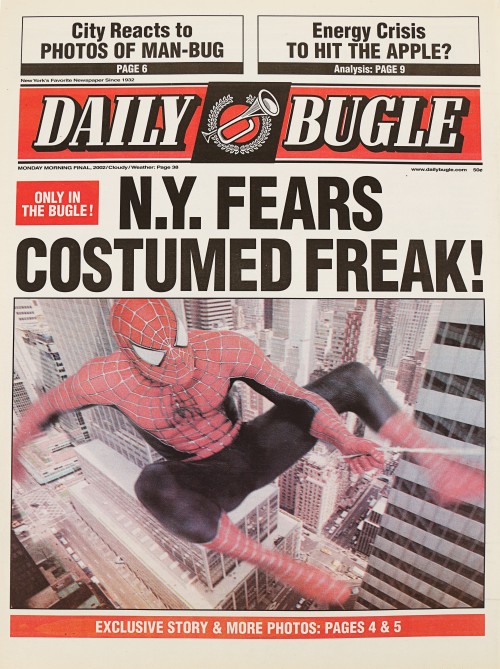 City Reacts to
PHOTOS OF MAN-BUG
PAGE 6
Energy Crisis
TO HIT THE APPLE?
Analysis: PAGE 9
New York's Favorite Newspaper Since 1932
DAILY BUGLE
MONDAY MORNING FINAL, 2002/Cloudy/Weather: Page 36
www.dailybugle.com 50¢
ONLY IN
THE BUGLE!
N.Y. FEARS
COSTUMED FREAK!
EXCLUSIVE STORY & MORE PHOTOS: PAGES 4 & 5